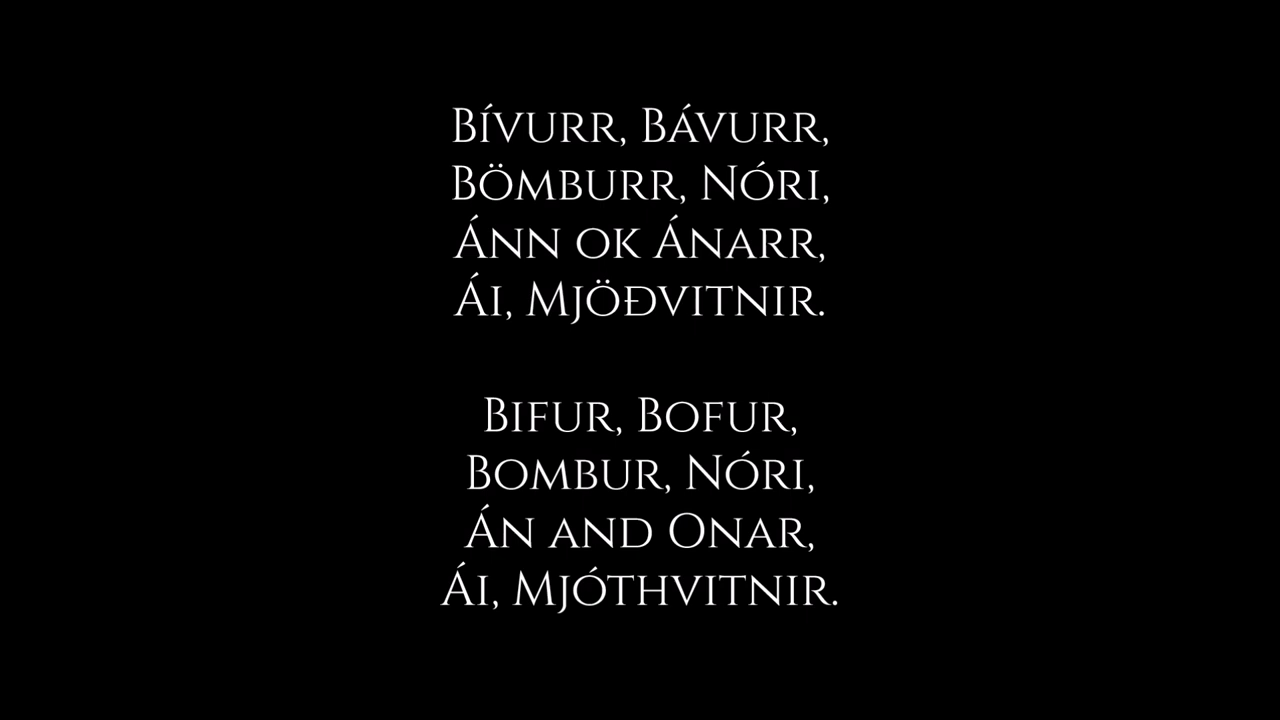 Bívurr, Bávurr,
Bömburr, Nóri,
Ánn ok Ánarr,
Ái, Mjöðvitnir.
Bifur, Bofur,
Bombur, Nóri,
Án and Onar,
Ái, Mjóthvitnir.